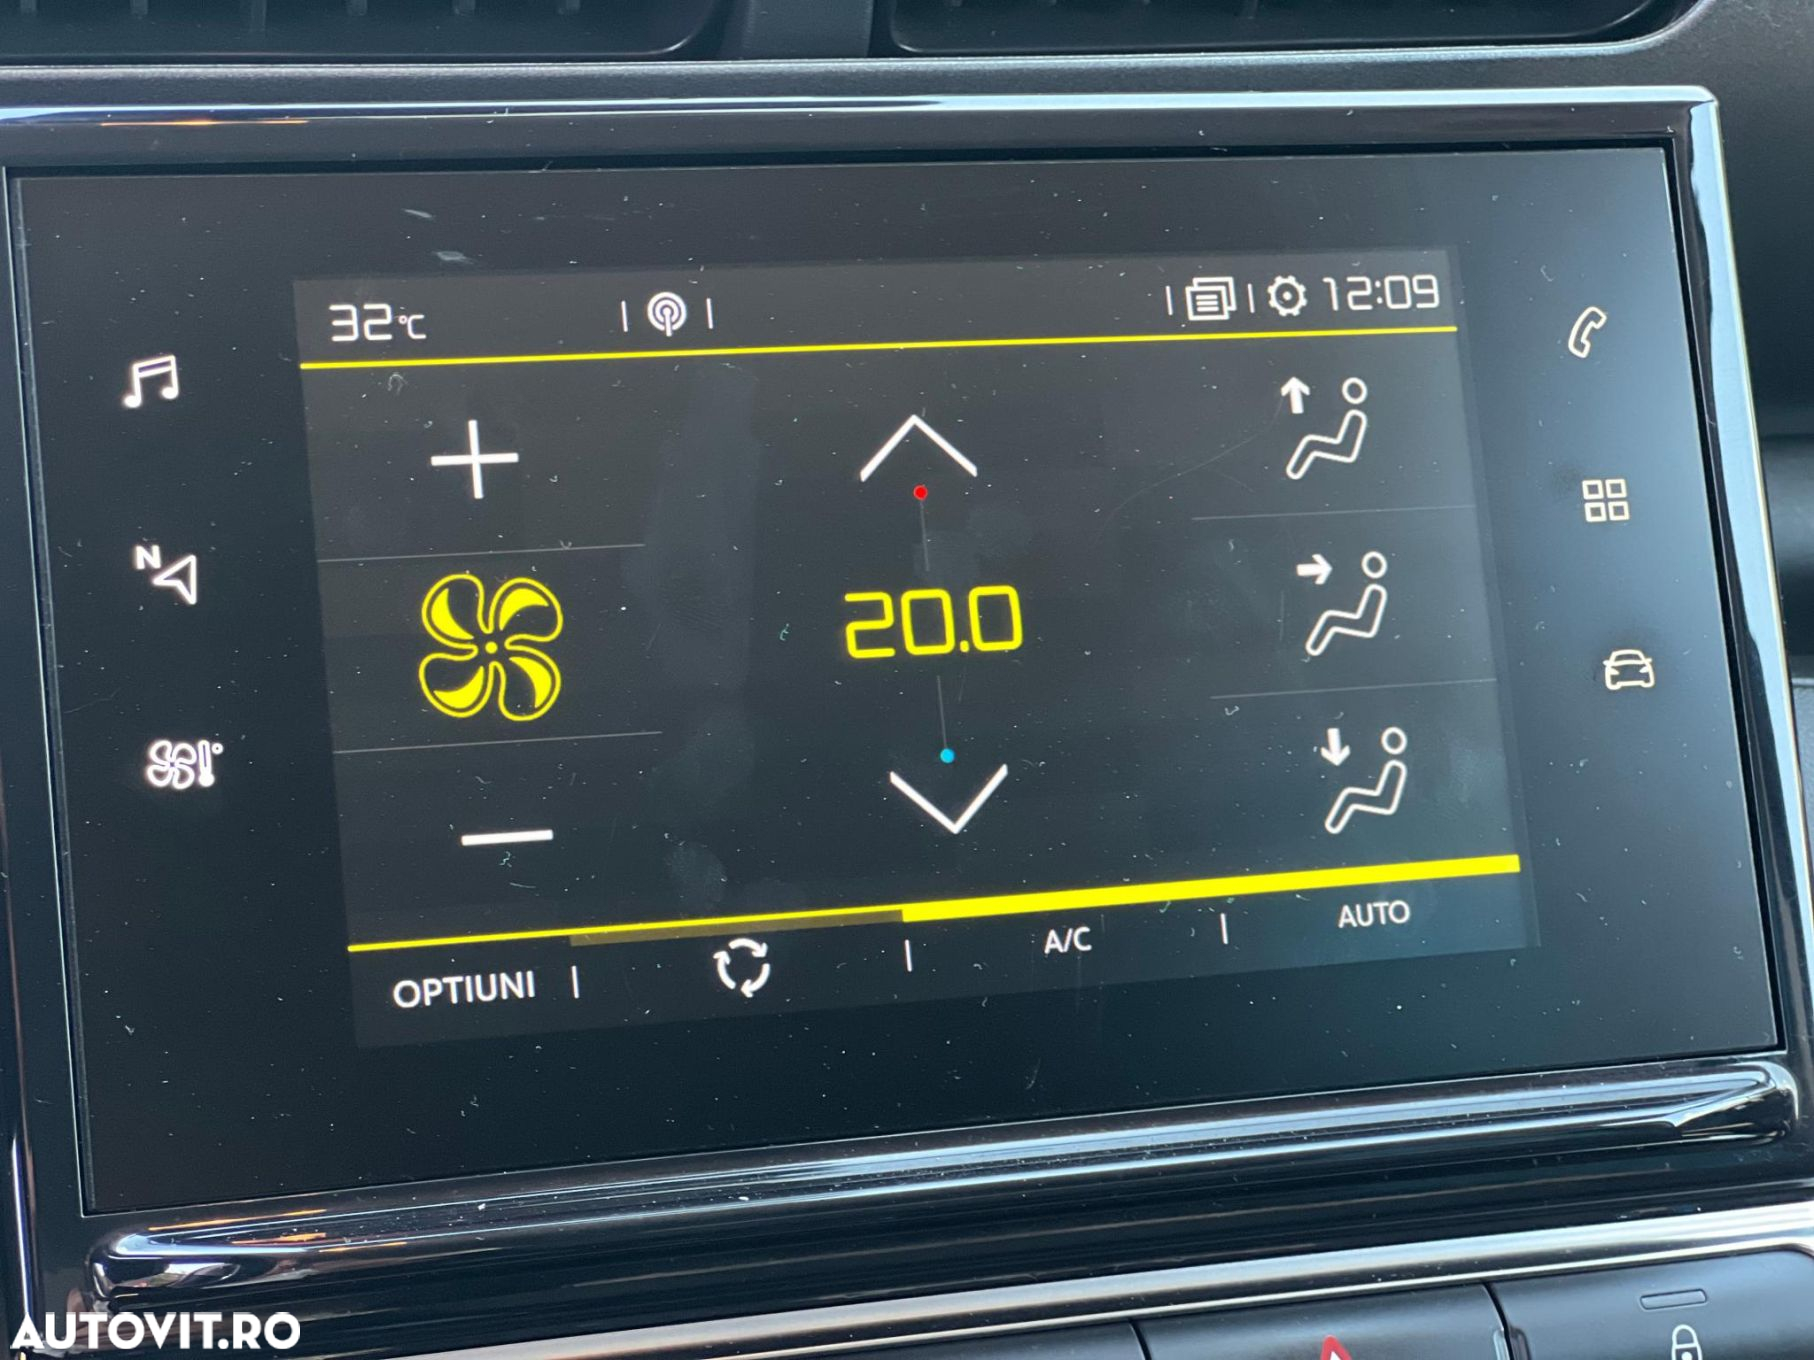 32°C
12:09
N
20.0
OPTIUNI
A/C
AUTO
AUTOVIT.RO